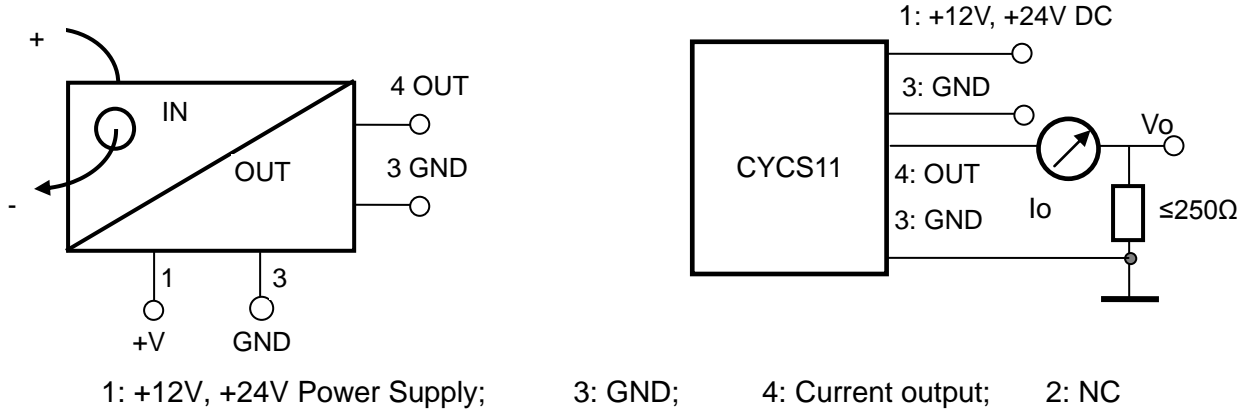 +
IN
OUT
-
4 OUT
3 GND
1
3
+V
GND
1: +12V, +24V DC
3: GND
CYCS11
4: OUT
3: GND
Vo
Io
≤250Ω
1: +12V, +24V Power Supply; 3: GND; 4: Current output; 2: NC